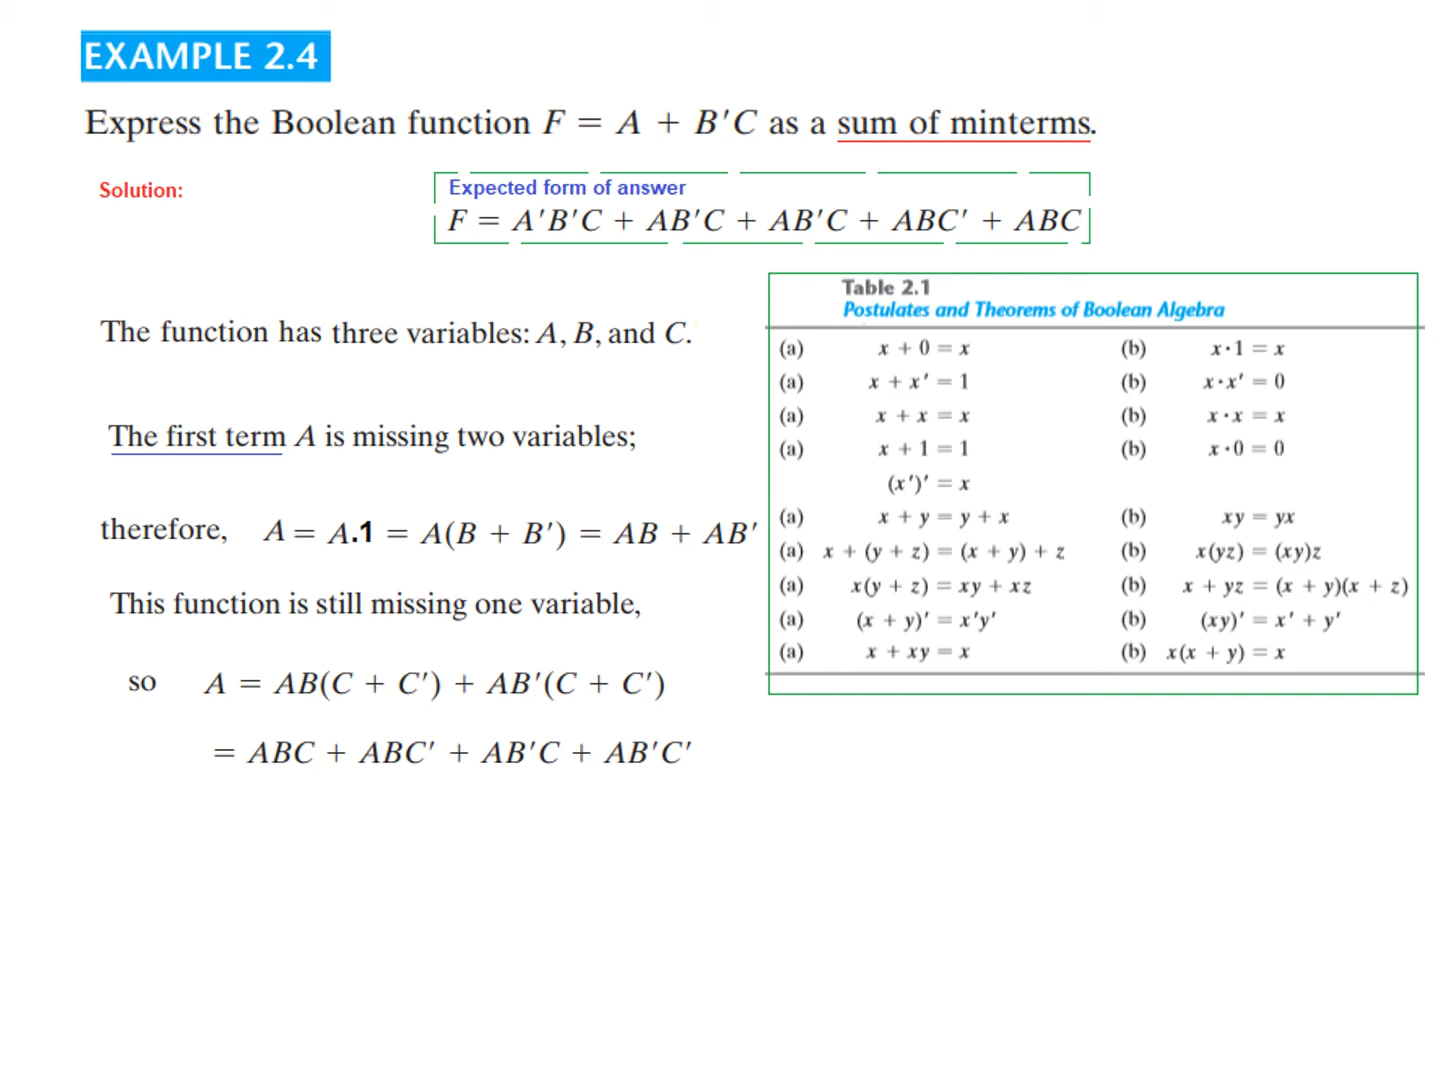 EXAMPLE 2.4
Express the Boolean function F = A + B′C as a sum of minterms.
Solution:
Expected form of answer
F = A′B′C + AB′C + AB′C + ABC′ + ABC
The function has three variables: A, B, and C.
The first term A is missing two variables;
therefore, A = A.1 = A(B + B′) = AB + AB′
This function is still missing one variable,
so A = AB(C + C′) + AB′(C + C′)
= ABC + ABC′ + AB′C + AB′C′
Table 2.1
Postulates and Theorems of Boolean Algebra
(a) x + 0 = x (b) x · 1 = x
(a) x + x′ = 1 (b) x · x′ = 0
(a) x + x = x (b) x · x = x
(a) x + 1 = 1 (b) x · 0 = 0
(x′)′ = x
(a) x + y = y + x (b) xy = yx
(a) x + (y + z) = (x + y) + z (b) x(yz) = (xy)z
(a) x(y + z) = xy + xz (b) x + yz = (x + y)(x + z)
(a) (x + y)′ = x′y′ (b) (xy)′ = x′ + y′
(a) x + xy = x (b) x(x + y) = x